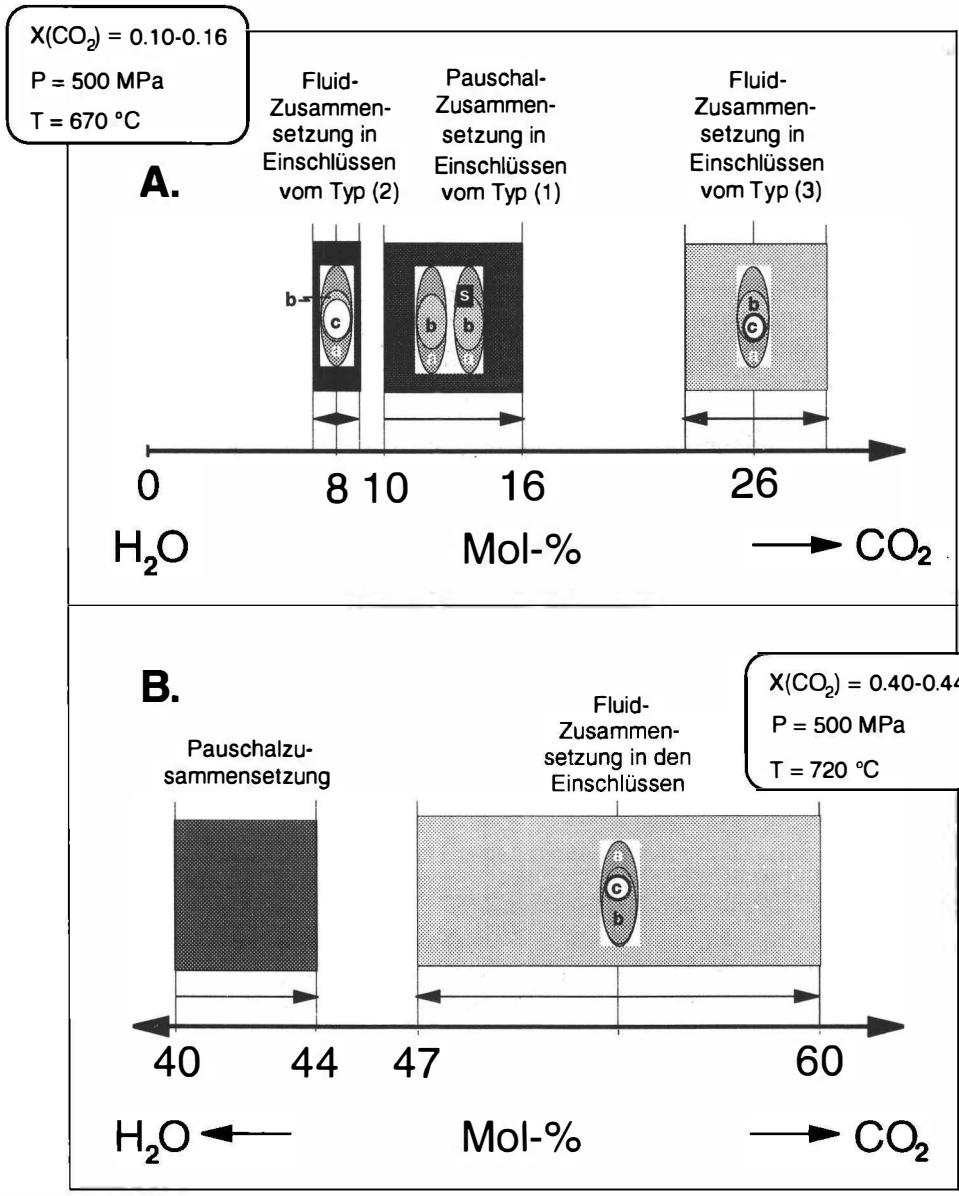 X(CO₂) = 0.10-0.16
P = 500 MPa
T = 670 °C
A.
Fluid-
Zusammen-
setzung in
Einschlüssen
vom Typ (2)
Pauschal-
Zusammen-
setzung in
Einschlüssen
vom Typ (1)
Fluid-
Zusammen-
setzung in
Einschlüssen
vom Typ (3)
b
c
a
b
a
s
b
a
b
c
a
0
8
10
16
26
H₂O
Mol-%
CO₂
B.
X(CO₂) = 0.40-0.44
P = 500 MPa
T = 720 °C
Pauschalzu-
sammensetzung
Fluid-
Zusammen-
setzung in den
Einschlüssen
a
c
b
40
44
47
60
H₂O
Mol-%
CO₂